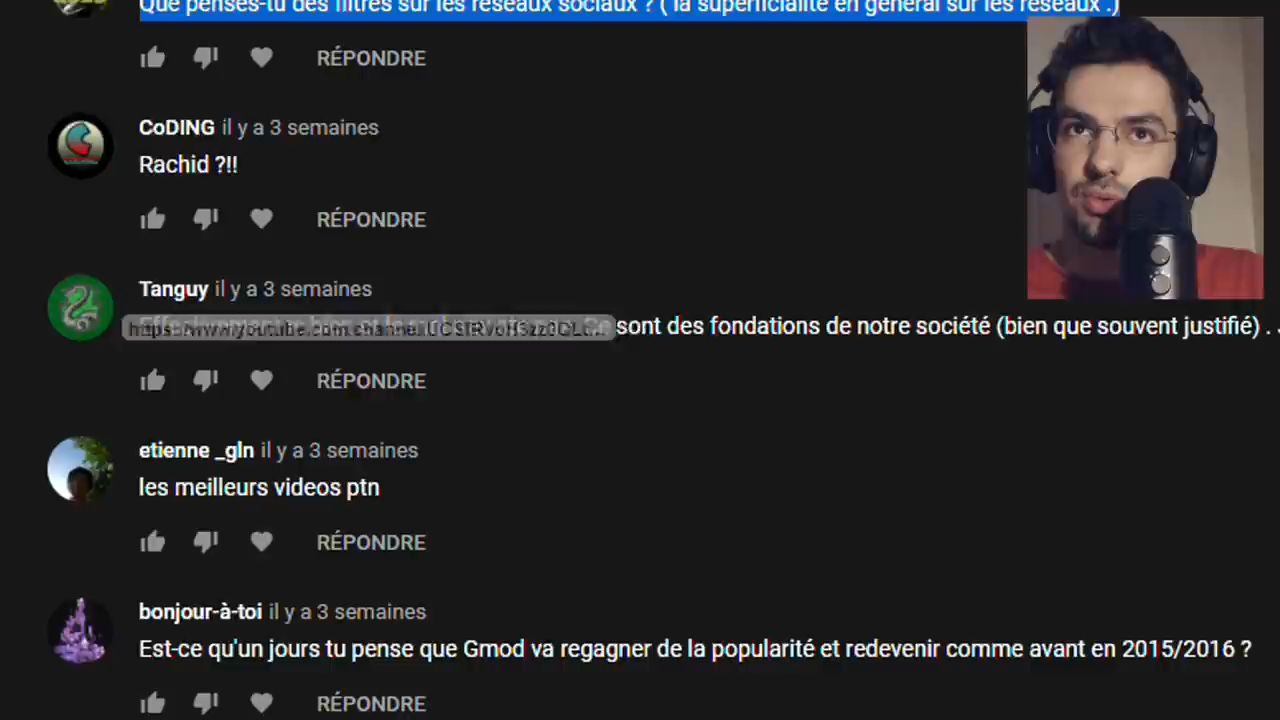 Que penses-tu des filtres sur les réseaux sociaux ? ( la superficialité en général sur les réseaux .)
RÉPONDRE
CoDING il y a 3 semaines
Rachid ?!!
RÉPONDRE
Tanguy il y a 3 semaines
sont des fondations de notre société (bien que souvent justifié) .
RÉPONDRE
etienne _gln il y a 3 semaines
les meilleurs videos ptn
RÉPONDRE
bonjour-à-toi il y a 3 semaines
Est-ce qu'un jours tu pense que Gmod va regagner de la popularité et redevenir comme avant en 2015/2016 ?
RÉPONDRE